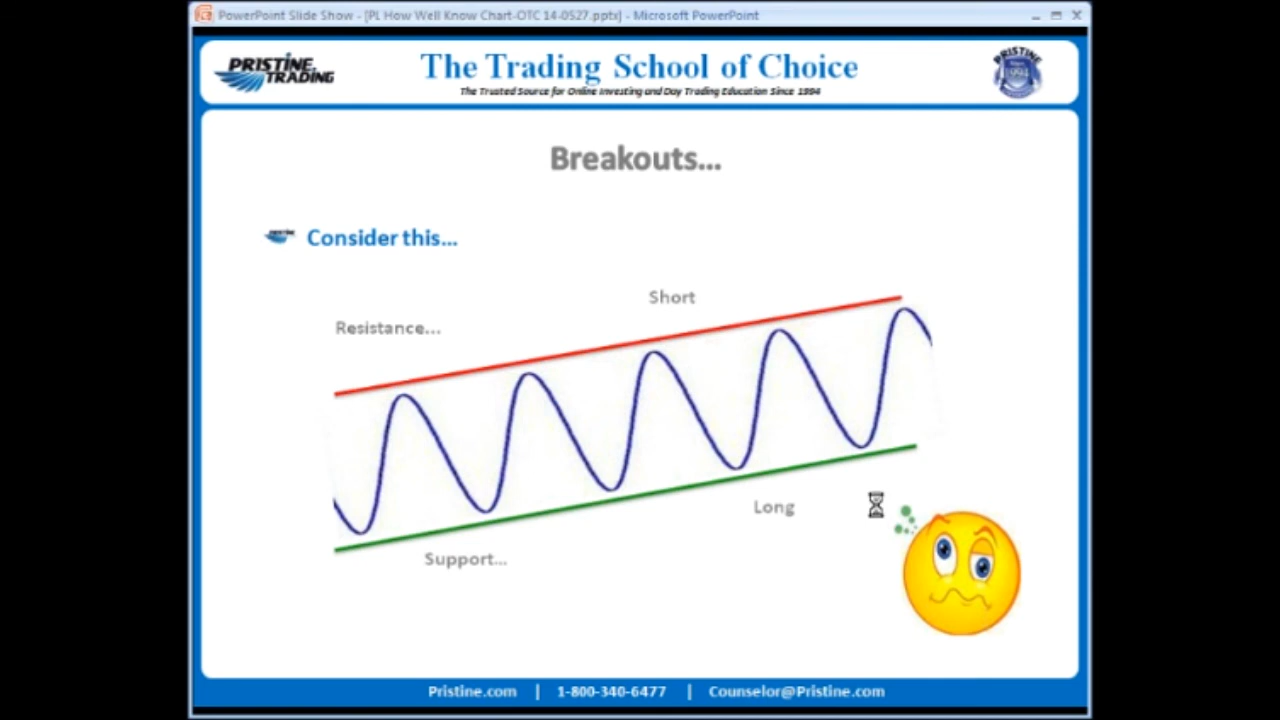 PowerPoint Slide Show - [PL How Well Know Chart-OTC 14-0527.pptx] - Microsoft PowerPoint
PRISTINE
TRADING
The Trading School of Choice
The Trusted Source for Online Investing and Day Trading Education Since 1994
PRISTINE
Breakouts...
Consider this...
Short
Resistance...
Long
Support...
Pristine.com | 1-800-340-6477 | Counselor@Pristine.com